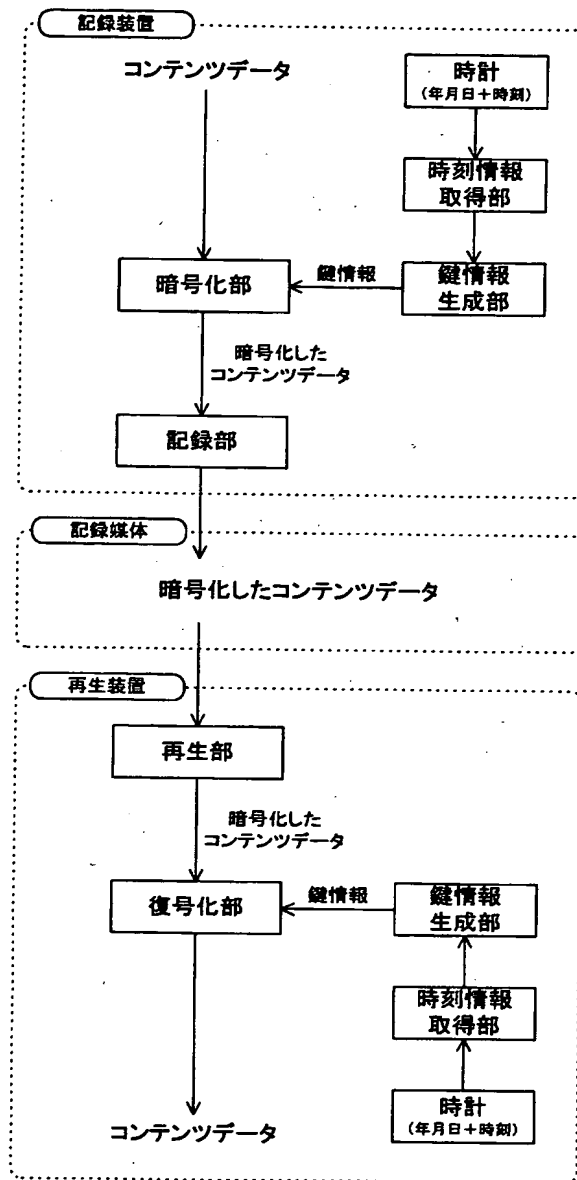 記録装置
コンテンツデータ
時計
(年月日+時刻)
時刻情報
取得部
鍵情報
生成部
鍵情報
暗号化部
暗号化した
コンテンツデータ
記録部
記録媒体
暗号化したコンテンツデータ
再生装置
再生部
暗号化した
コンテンツデータ
復号化部
鍵情報
鍵情報
生成部
時刻情報
取得部
時計
(年月日+時刻)
コンテンツデータ